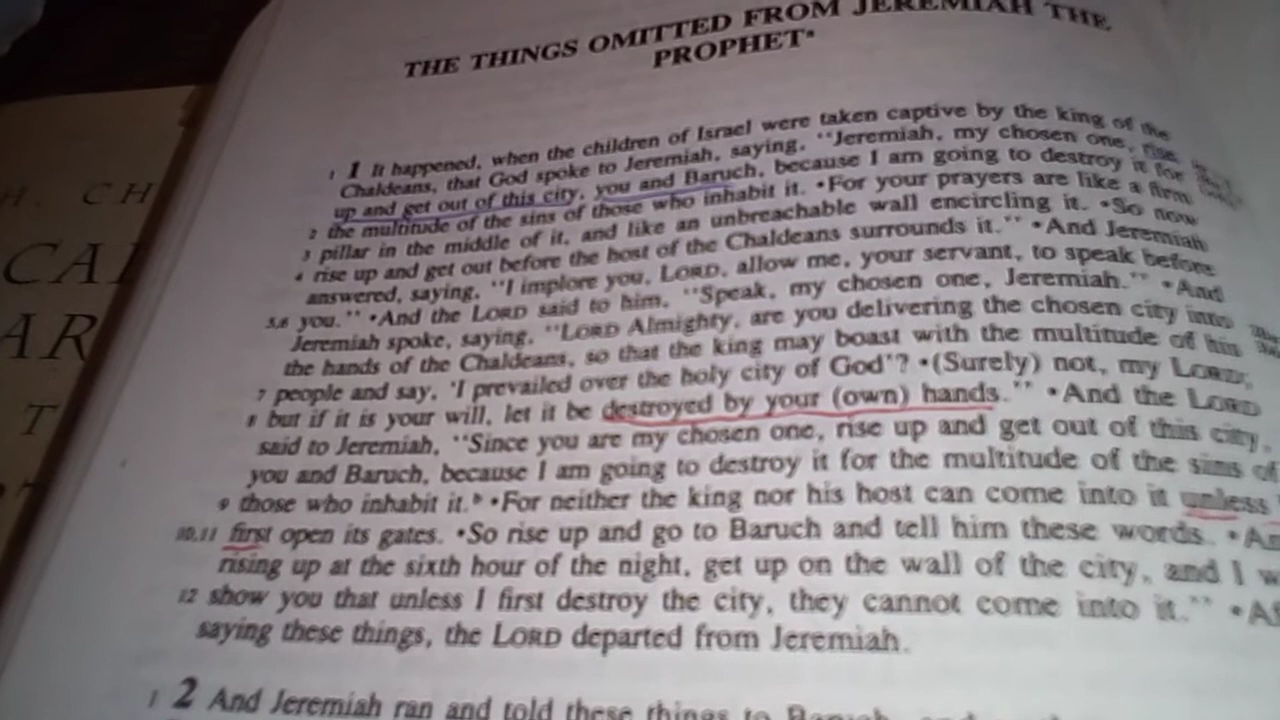 H. CH
CAL
AR
T
THE THINGS OMITTED FROM JEREMIAH THE
PROPHETᵃ
1 1 It happened, when the children of Israel were taken captive by the king of the
Chaldeans, that God spoke to Jeremiah, saying, "Jeremiah, my chosen one, rise
up and get out of this city, you and Baruch, because I am going to destroy it for
2 the multitude of the sins of those who inhabit it. •For your prayers are like a firm
3 pillar in the middle of it, and like an unbreachable wall encircling it. •So now
4 rise up and get out before the host of the Chaldeans surrounds it." •And Jeremiah
answered, saying, "I implore you, LORD, allow me, your servant, to speak before
5,6 you." •And the LORD said to him, "Speak, my chosen one, Jeremiah." •And
Jeremiah spoke, saying, "LORD Almighty, are you delivering the chosen city into
the hands of the Chaldeans, so that the king may boast with the multitude of his
7 people and say, 'I prevailed over the holy city of God'? •(Surely) not, my LORD,
8 but if it is your will, let it be destroyed by your (own) hands." •And the LORD
said to Jeremiah, "Since you are my chosen one, rise up and get out of this city,
you and Baruch, because I am going to destroy it for the multitude of the sins of
9 those who inhabit it.ᵇ •For neither the king nor his host can come into it unless
10,11 first open its gates. •So rise up and go to Baruch and tell him these words. •An
rising up at the sixth hour of the night, get up on the wall of the city, and I w
12 show you that unless I first destroy the city, they cannot come into it." •Af
saying these things, the LORD departed from Jeremiah.
1 2 And Jeremiah ran and told these things to Baruch,